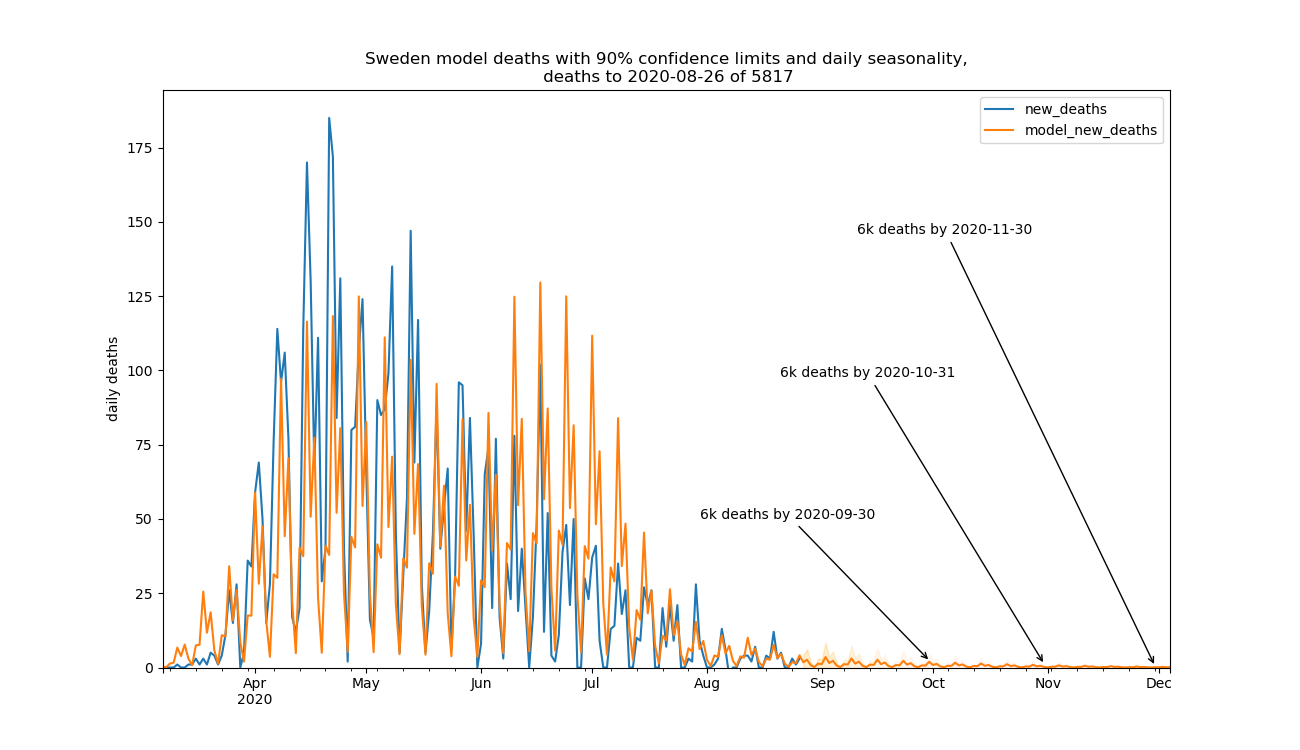 Sweden model deaths with 90% confidence limits and daily seasonality,
deaths to 2020-08-26 of 5817
new_deaths
model_new_deaths
175
150
125
100
75
50
25
0
daily deaths
6k deaths by 2020-11-30
6k deaths by 2020-10-31
6k deaths by 2020-09-30
Apr
2020
May
Jun
Jul
Aug
Sep
Oct
Nov
Dec